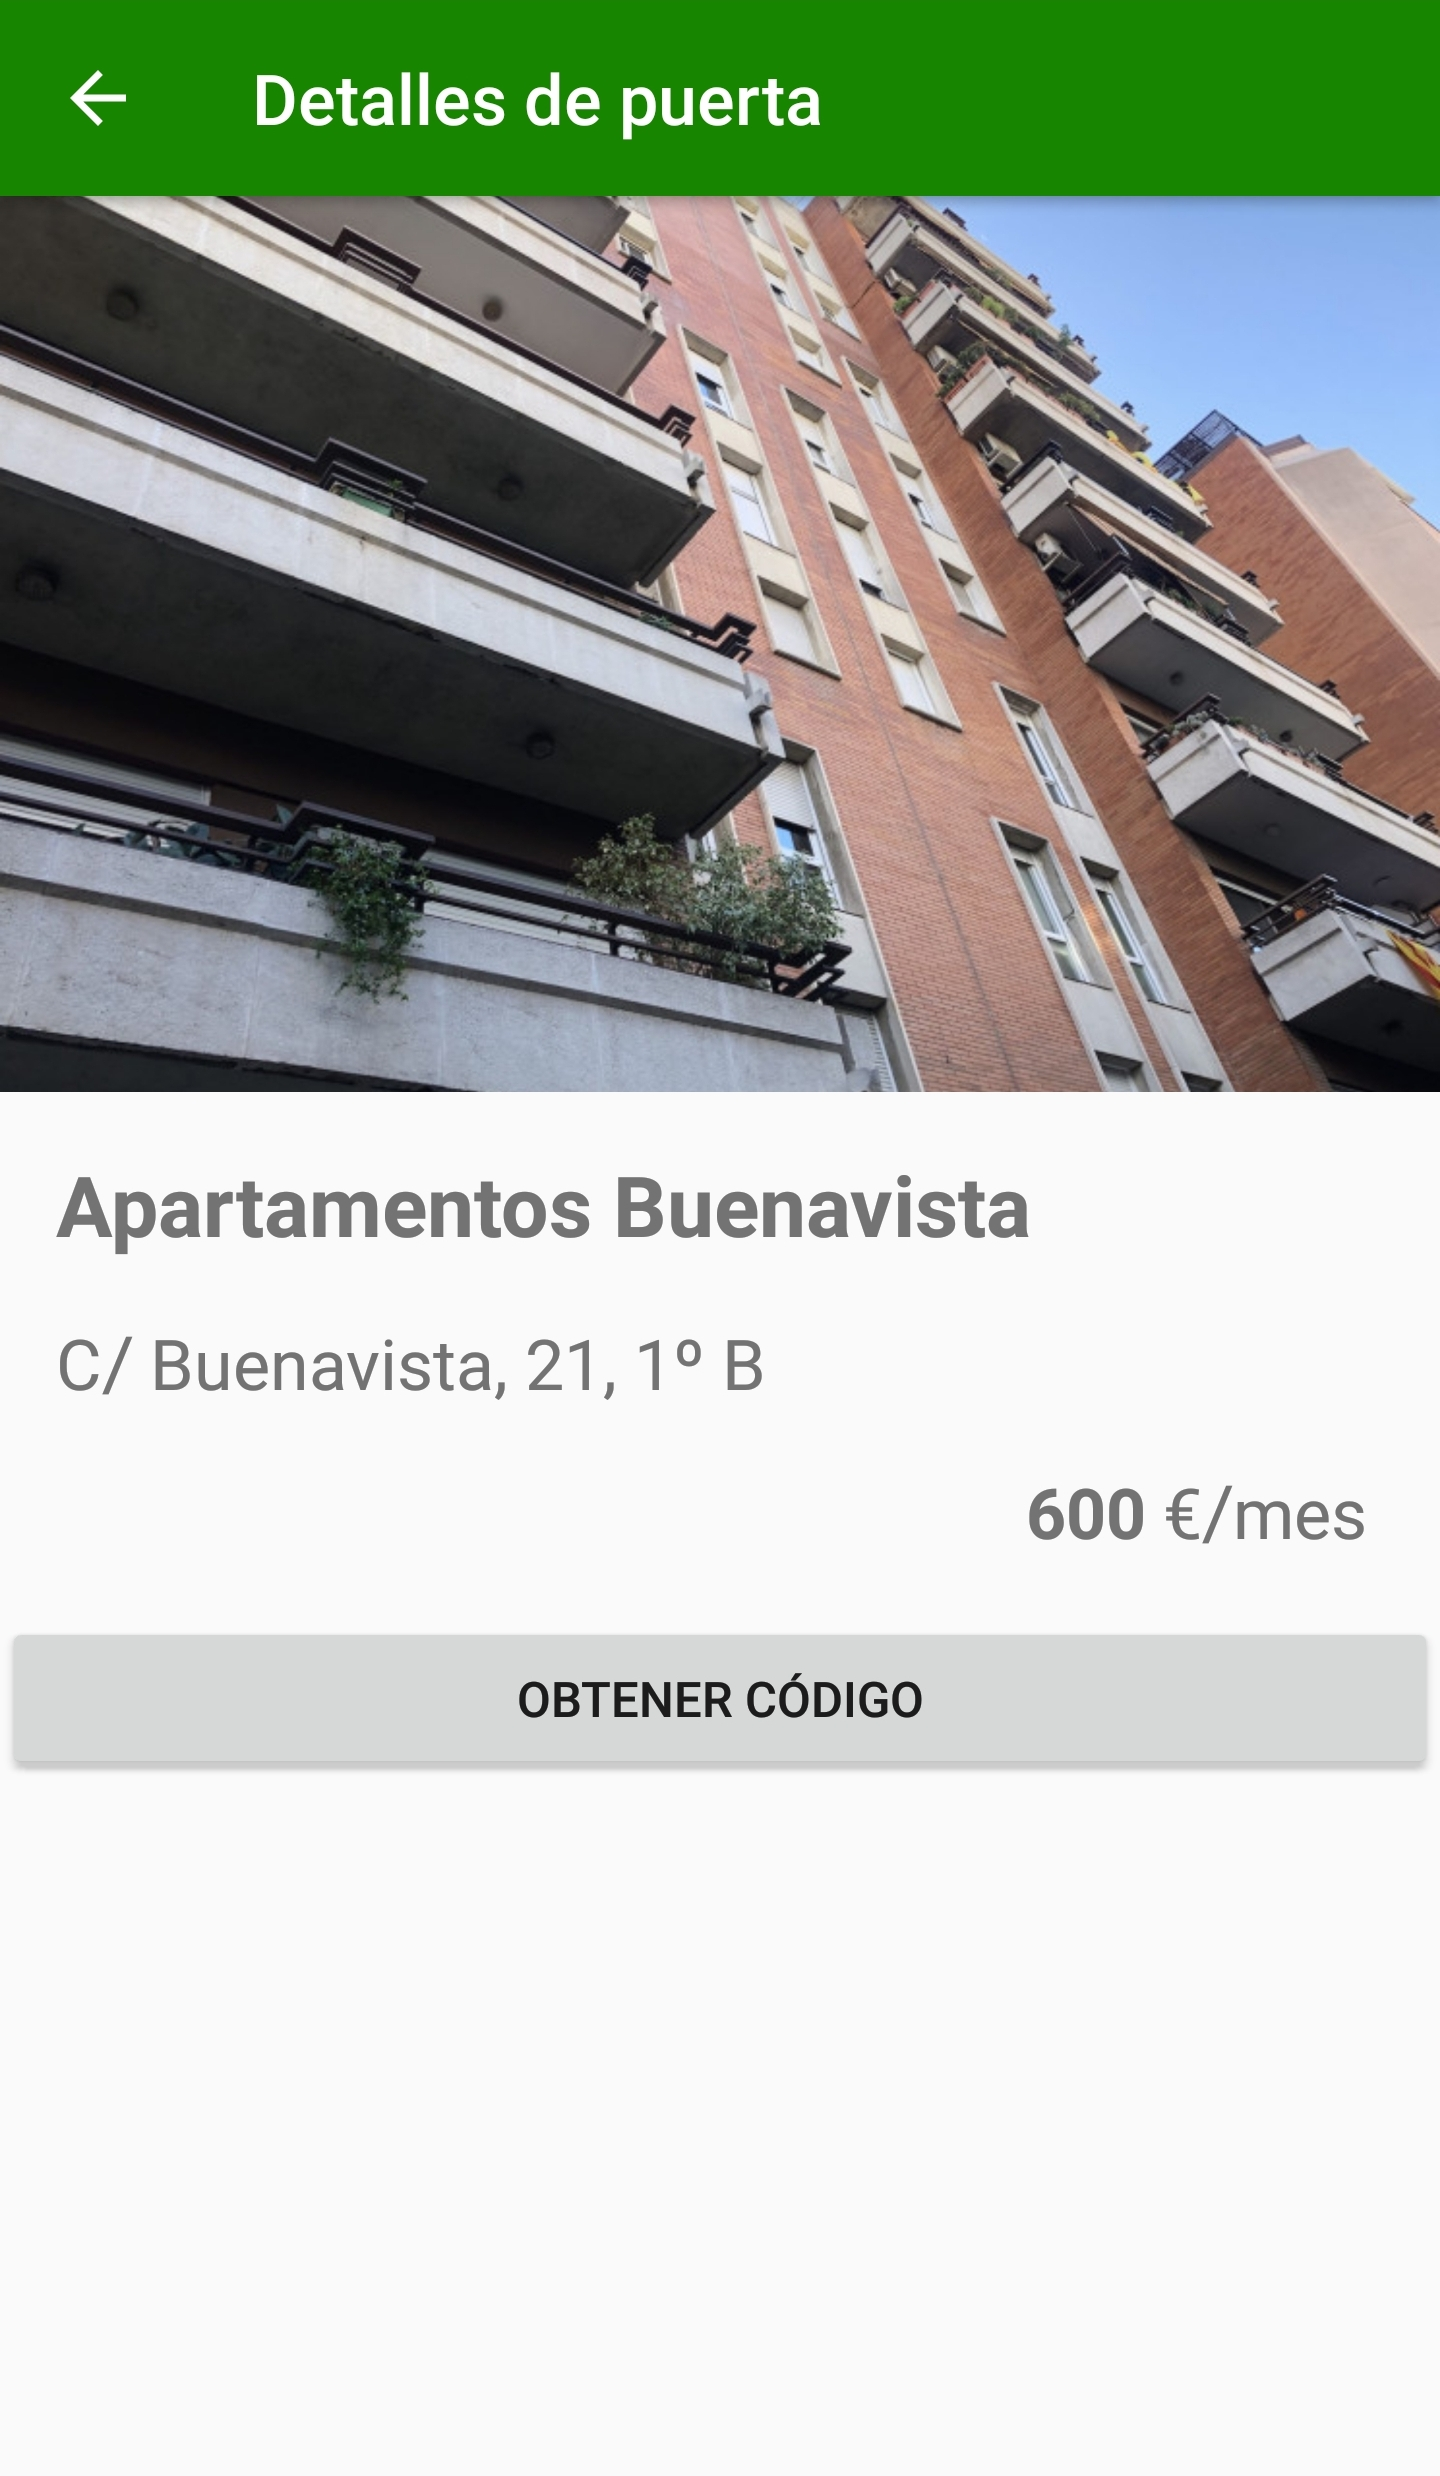 Detalles de puerta
Apartamentos Buenavista
C/ Buenavista, 21, 1º B
600 €/mes
OBTENER CÓDIGO